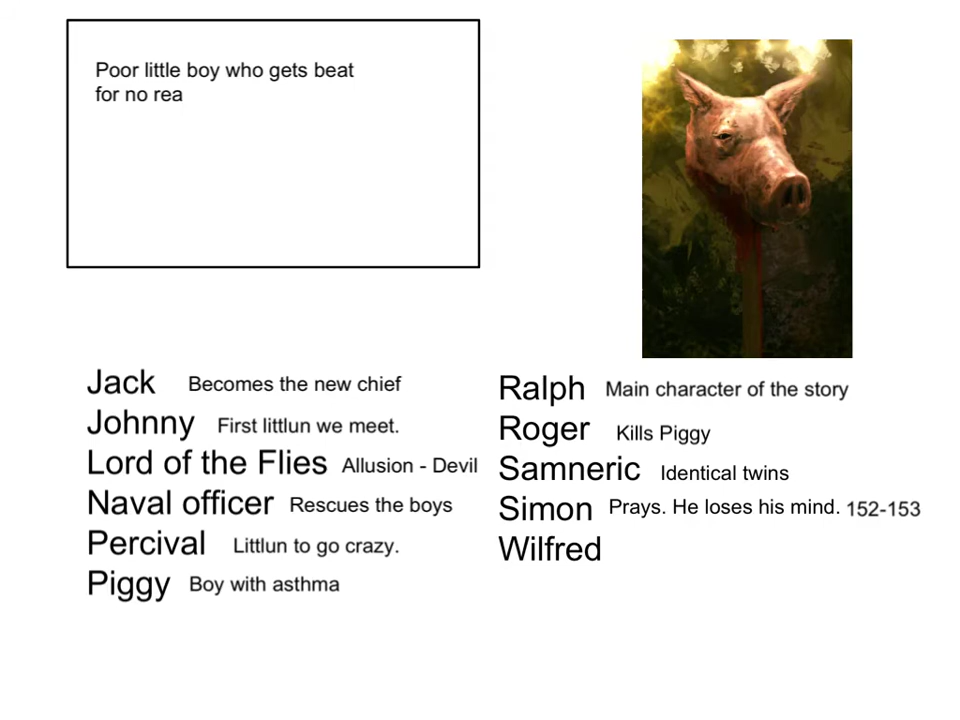 Poor little boy who gets beat
for no rea
Jack Becomes the new chief
Johnny First littlun we meet.
Lord of the Flies Allusion - Devil
Naval officer Rescues the boys
Percival Littlun to go crazy.
Piggy Boy with asthma
Ralph Main character of the story
Roger Kills Piggy
Samneric Identical twins
Simon Prays. He loses his mind. 152-153
Wilfred